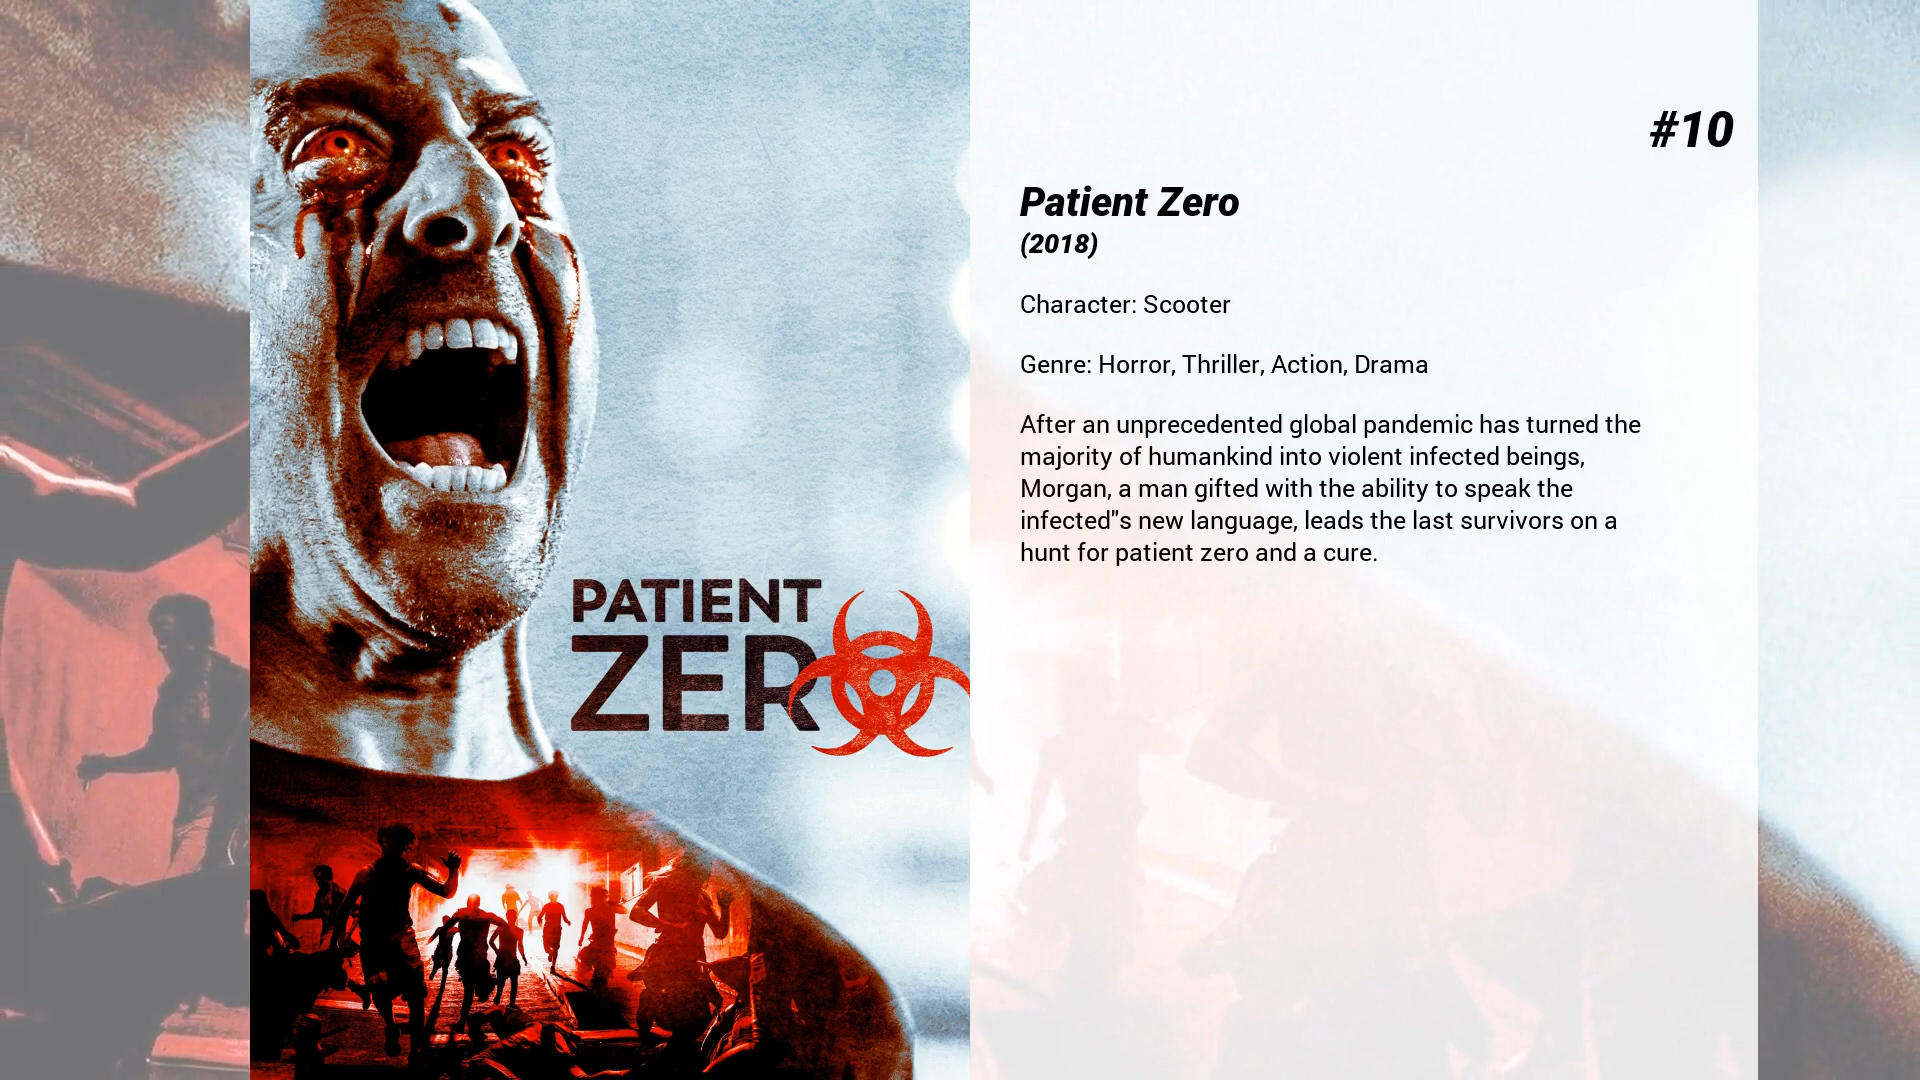 #10
Patient Zero
(2018)
Character: Scooter
Genre: Horror, Thriller, Action, Drama
After an unprecedented global pandemic has turned the
majority of humankind into violent infected beings,
Morgan, a man gifted with the ability to speak the
infected"s new language, leads the last survivors on a
hunt for patient zero and a cure.
PATIENT
ZERO